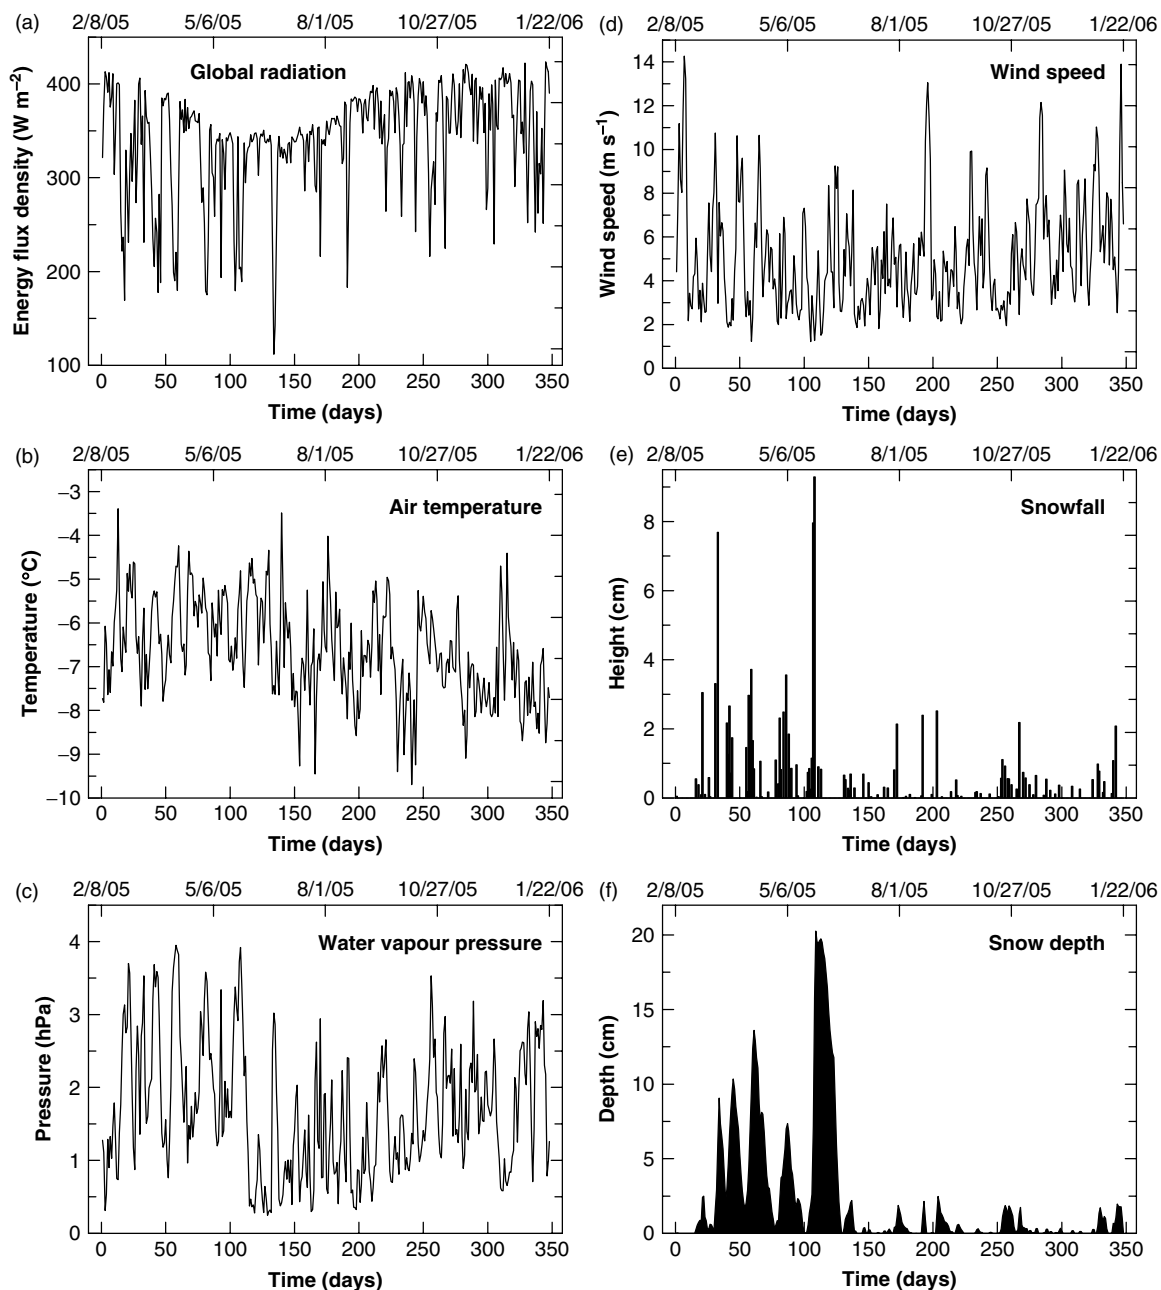 (a)
2/8/05 5/6/05 8/1/05 10/27/05 1/22/06
Global radiation
Energy flux density (W m⁻²)
400
300
200
100
0 50 100 150 200 250 300 350
Time (days)
(d)
2/8/05 5/6/05 8/1/05 10/27/05 1/22/06
Wind speed
Wind speed (m s⁻¹)
14
12
10
8
6
4
2
0
0 50 100 150 200 250 300 350
Time (days)
(b)
2/8/05 5/6/05 8/1/05 10/27/05 1/22/06
Air temperature
Temperature (°C)
−3
−4
−5
−6
−7
−8
−9
−10
0 50 100 150 200 250 300 350
Time (days)
(e)
2/8/05 5/6/05 8/1/05 10/27/05 1/22/06
Snowfall
Height (cm)
8
6
4
2
0
0 50 100 150 200 250 300 350
Time (days)
(c)
2/8/05 5/6/05 8/1/05 10/27/05 1/22/06
Water vapour pressure
Pressure (hPa)
4
3
2
1
0
0 50 100 150 200 250 300 350
Time (days)
(f)
2/8/05 5/6/05 8/1/05 10/27/05 1/22/06
Snow depth
Depth (cm)
20
15
10
5
0
0 50 100 150 200 250 300 350
Time (days)